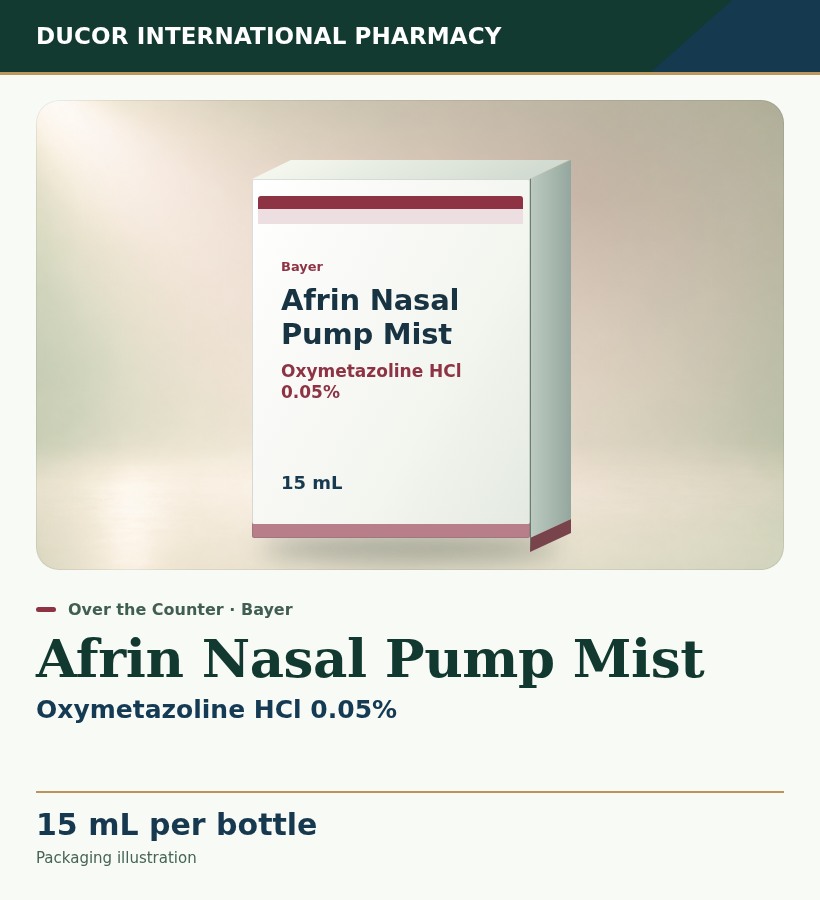 DUCOR INTERNATIONAL PHARMACY
Bayer
Afrin Nasal
Pump Mist
Oxymetazoline HCl
0.05%
15 mL
Over the Counter · Bayer
Afrin Nasal Pump Mist
Oxymetazoline HCl 0.05%
15 mL per bottle
Packaging illustration